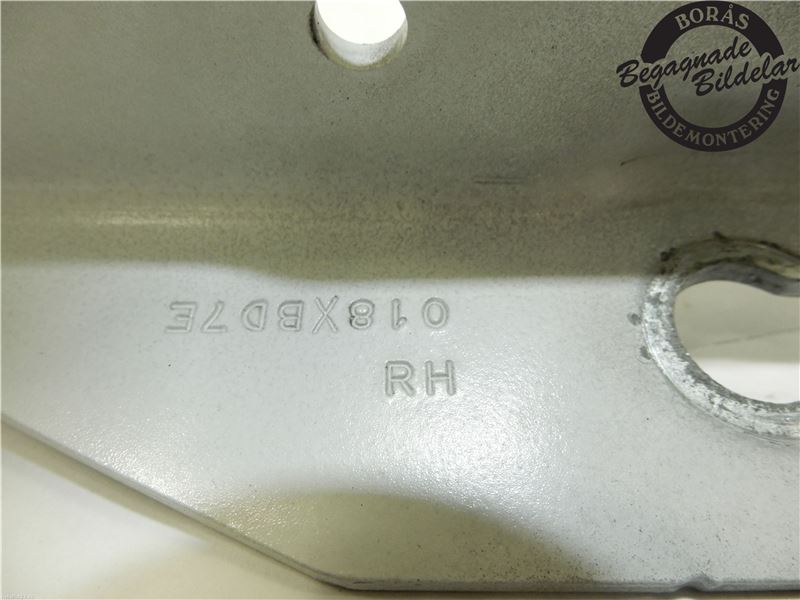 BORÅS
Begagnade
Bildelar
BILDEMONTERING
018XBD7E
RH